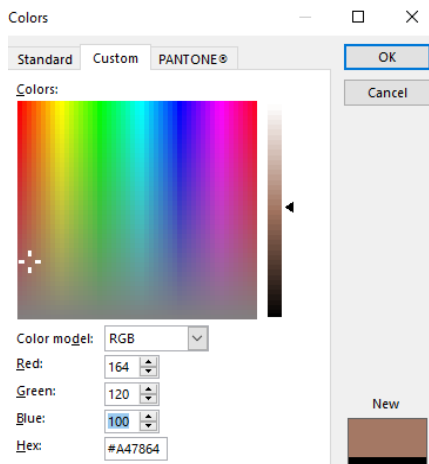 Colors
Standard Custom PANTONE®
OK
Cancel
Colors:
Color model: RGB
Red: 164
Green: 120
Blue: 100
Hex: #A47864
New